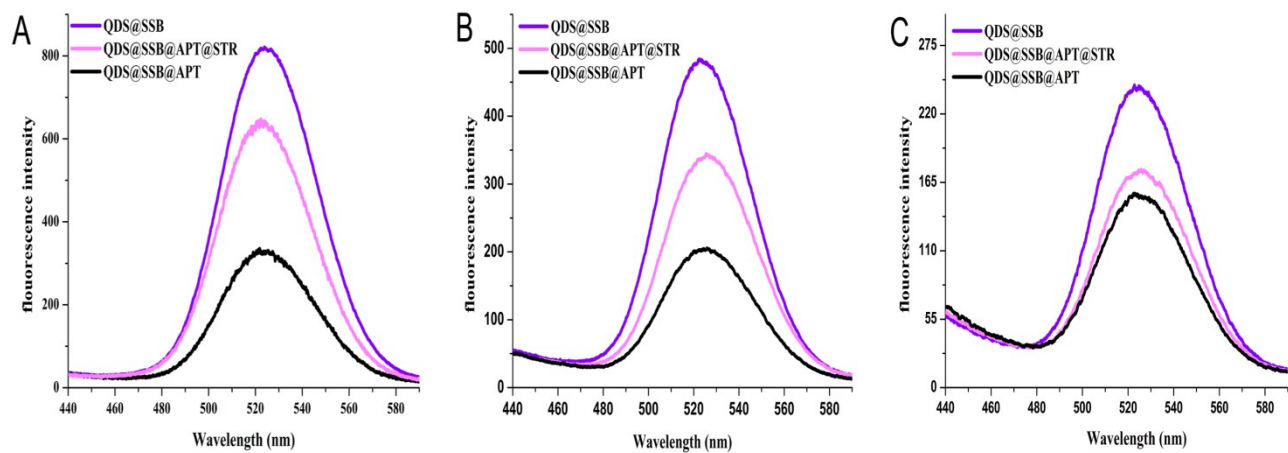 A
QDS@SSB
QDS@SSB@APT@STR
QDS@SSB@APT
flouorescence intensity
800
600
400
200
0
440 460 480 500 520 540 560 580
Wavelength (nm)
B
QDS@SSB
QDS@SSB@APT@STR
QDS@SSB@APT
flouorescence intensity
500
400
300
200
100
0
440 460 480 500 520 540 560 580
Wavelength (nm)
C
QDS@SSB
QDS@SSB@APT@STR
QDS@SSB@APT
flouorescence intensity
275
220
165
110
55
0
440 460 480 500 520 540 560 580
Wavelength (nm)